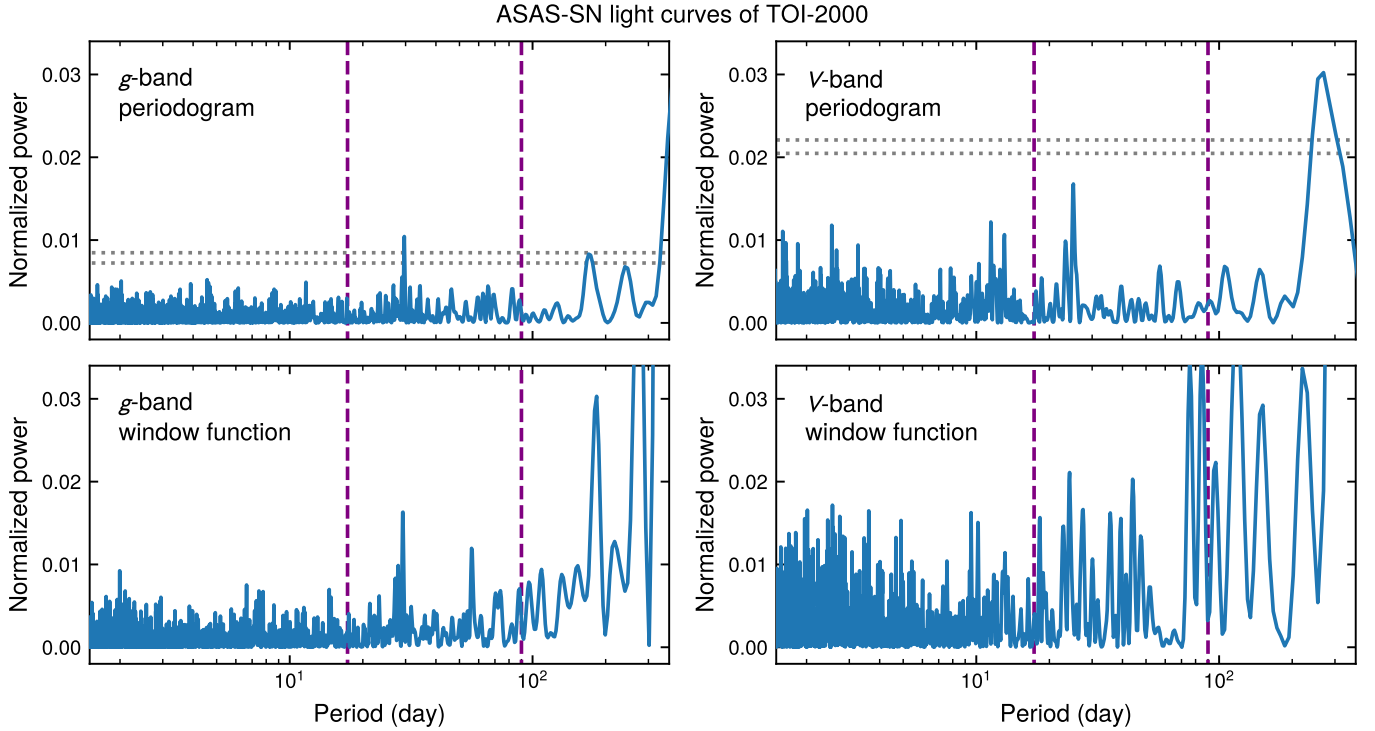 ASAS-SN light curves of TOI-2000
g-band
periodogram
Normalized power
0.03
0.02
0.01
0.00
V-band
periodogram
Normalized power
0.03
0.02
0.01
0.00
g-band
window function
Normalized power
0.03
0.02
0.01
0.00
10¹
10²
Period (day)
V-band
window function
Normalized power
0.03
0.02
0.01
0.00
10¹
10²
Period (day)